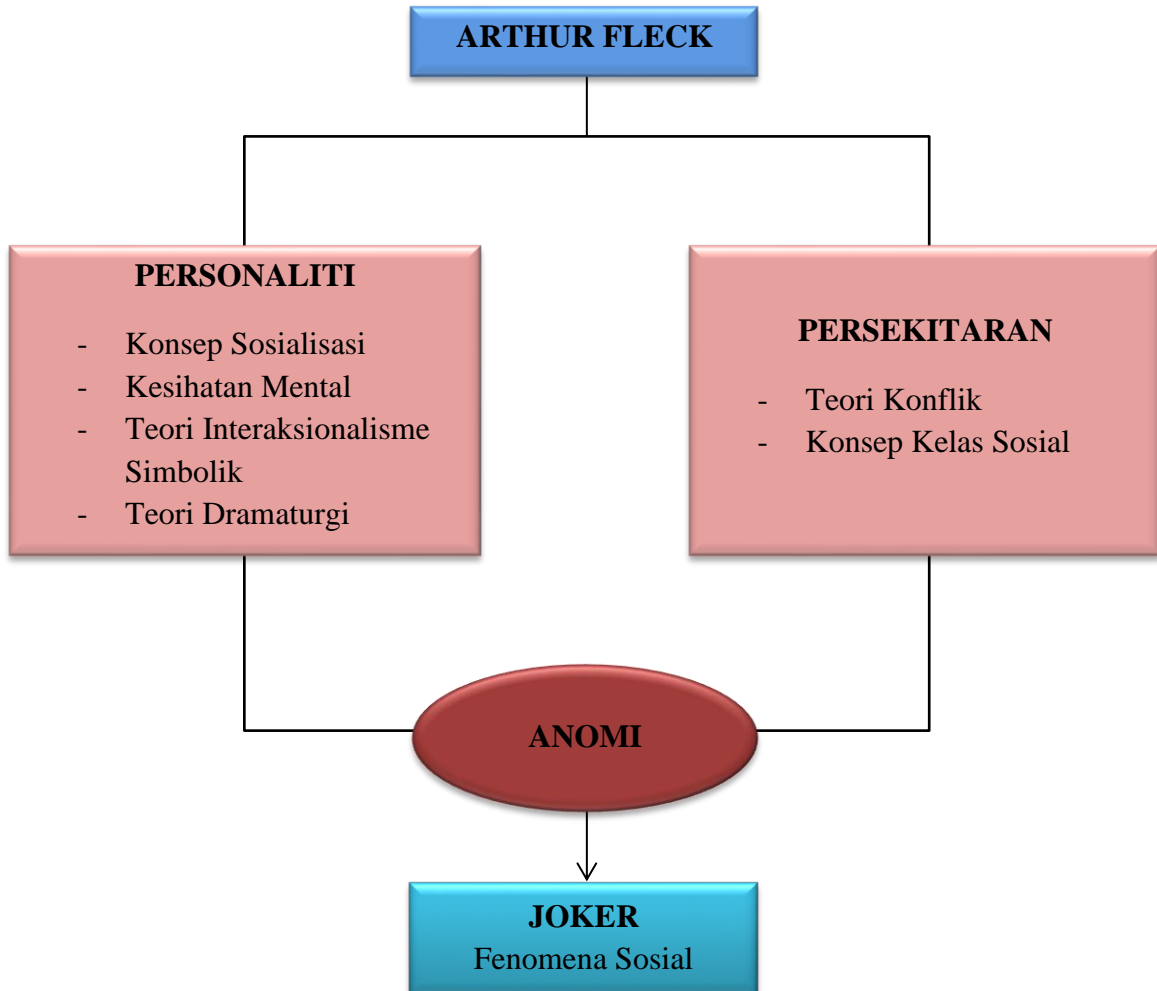 ARTHUR FLECK
PERSONALITI
- Konsep Sosialisasi
- Kesihatan Mental
- Teori Interaksionalisme
Simbolik
- Teori Dramaturgi
PERSEKITARAN
- Teori Konflik
- Konsep Kelas Sosial
ANOMI
JOKER
Fenomena Sosial